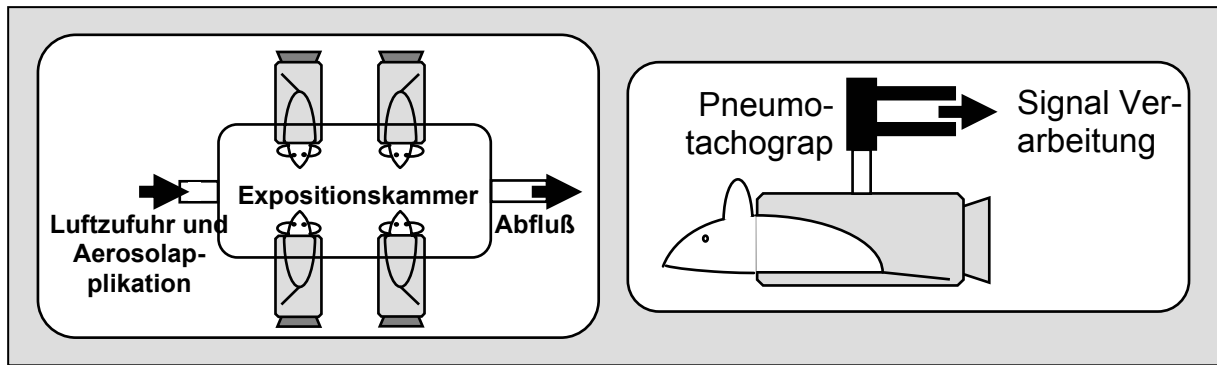 Expositionskammer
Luftzufuhr und
Aerosolap-
plikation
Abfluß
Pneumo-
tachograp
Signal Ver-
arbeitung